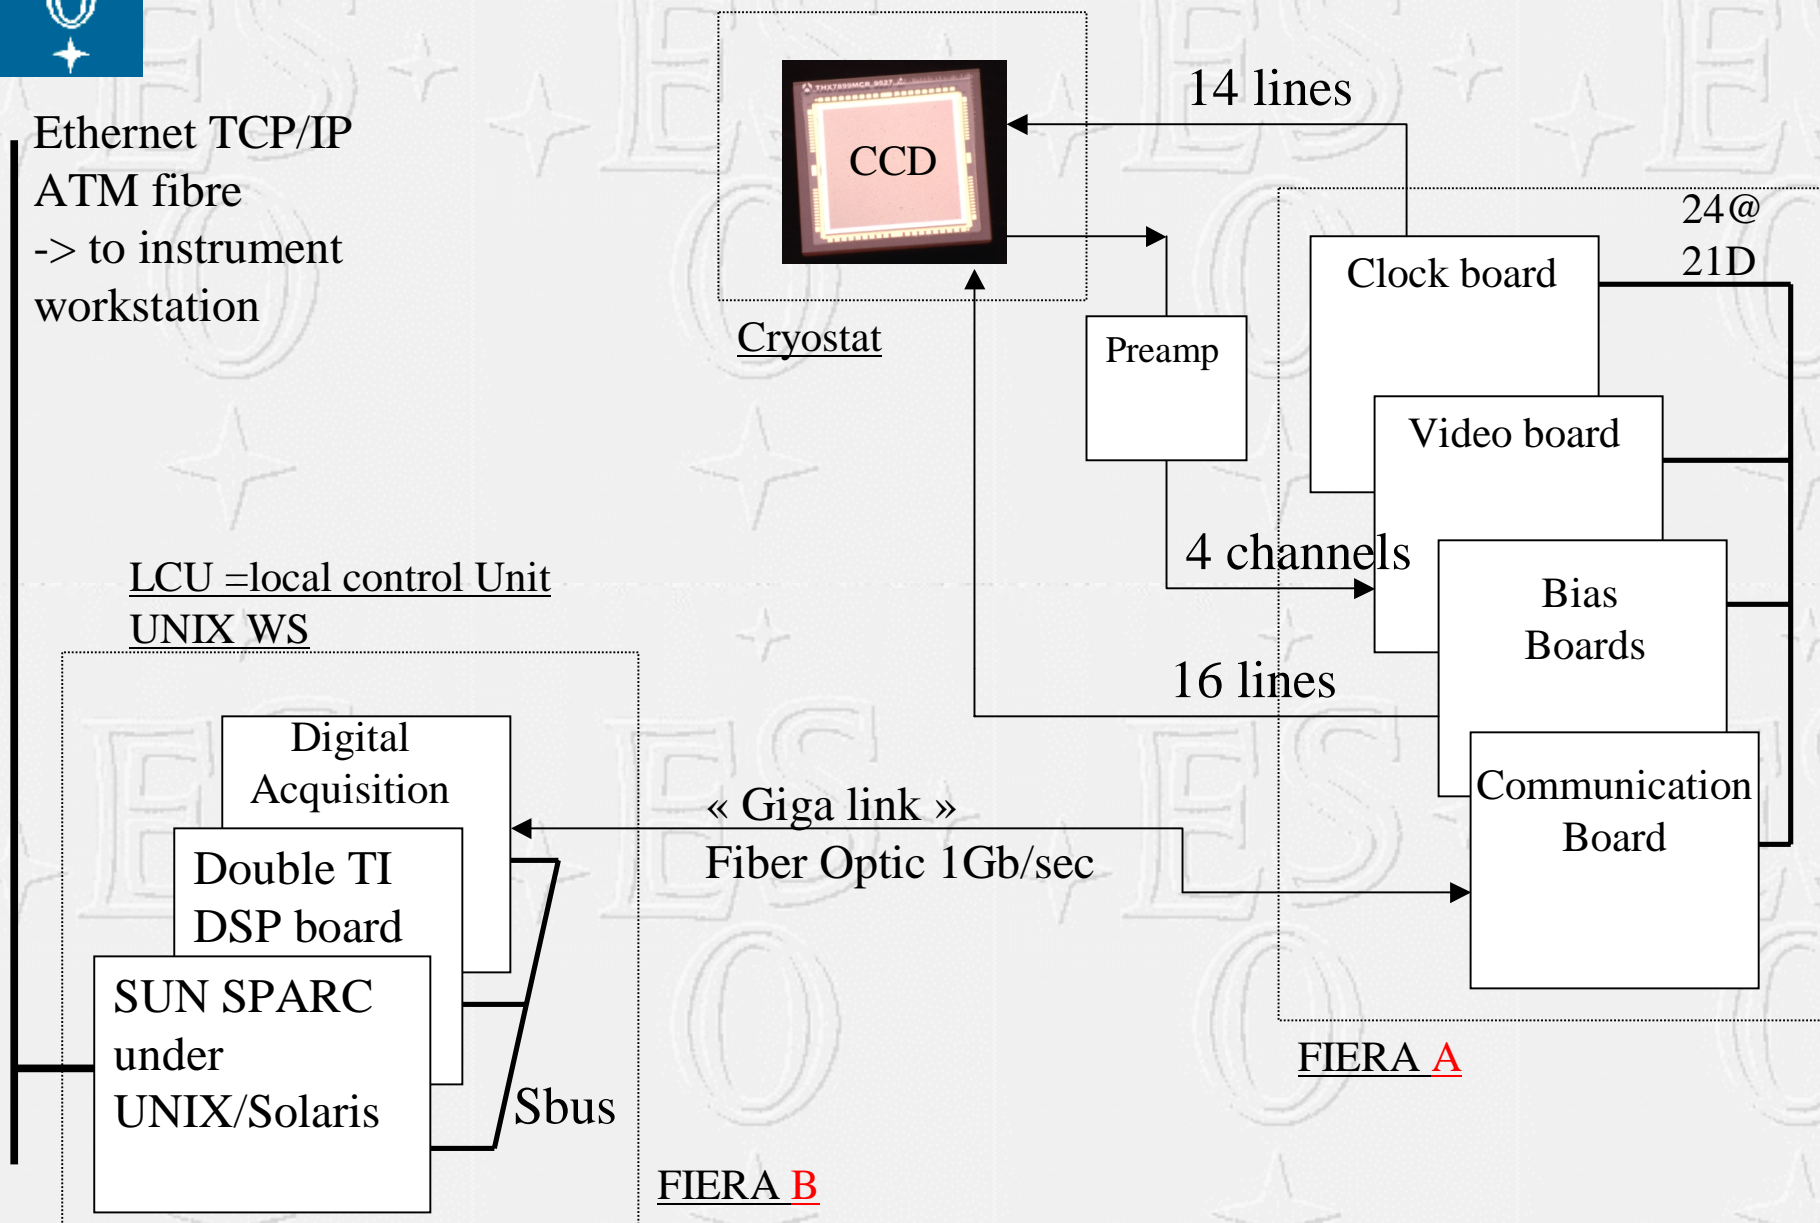 Ethernet TCP/IP
ATM fibre
-> to instrument
workstation
CCD
Cryostat
14 lines
Preamp
24@
21D
Clock board
Video board
4 channels
Bias
Boards
16 lines
Communication
Board
FIERA A
LCU =local control Unit
UNIX WS
Digital
Acquisition
Double TI
DSP board
SUN SPARC
under
UNIX/Solaris
Sbus
« Giga link »
Fiber Optic 1Gb/sec
FIERA B